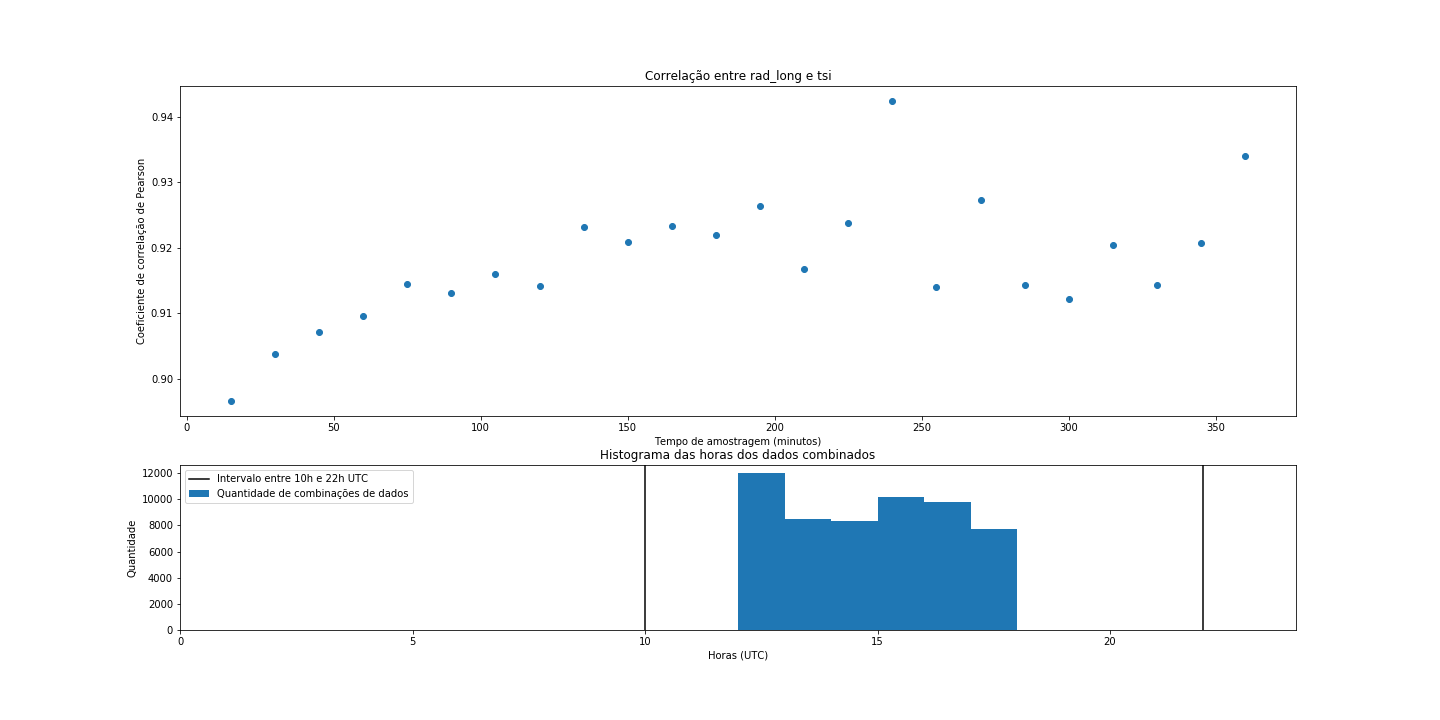 Correlação entre rad_long e tsi
Coeficiente de correlação de Pearson
0.94
0.93
0.92
0.91
0.90
0 50 100 150 200 250 300 350
Tempo de amostragem (minutos)
Histograma das horas dos dados combinados
Intervalo entre 10h e 22h UTC
Quantidade de combinações de dados
Quantidade
12000
10000
8000
6000
4000
2000
0
0 5 10 15 20
Horas (UTC)